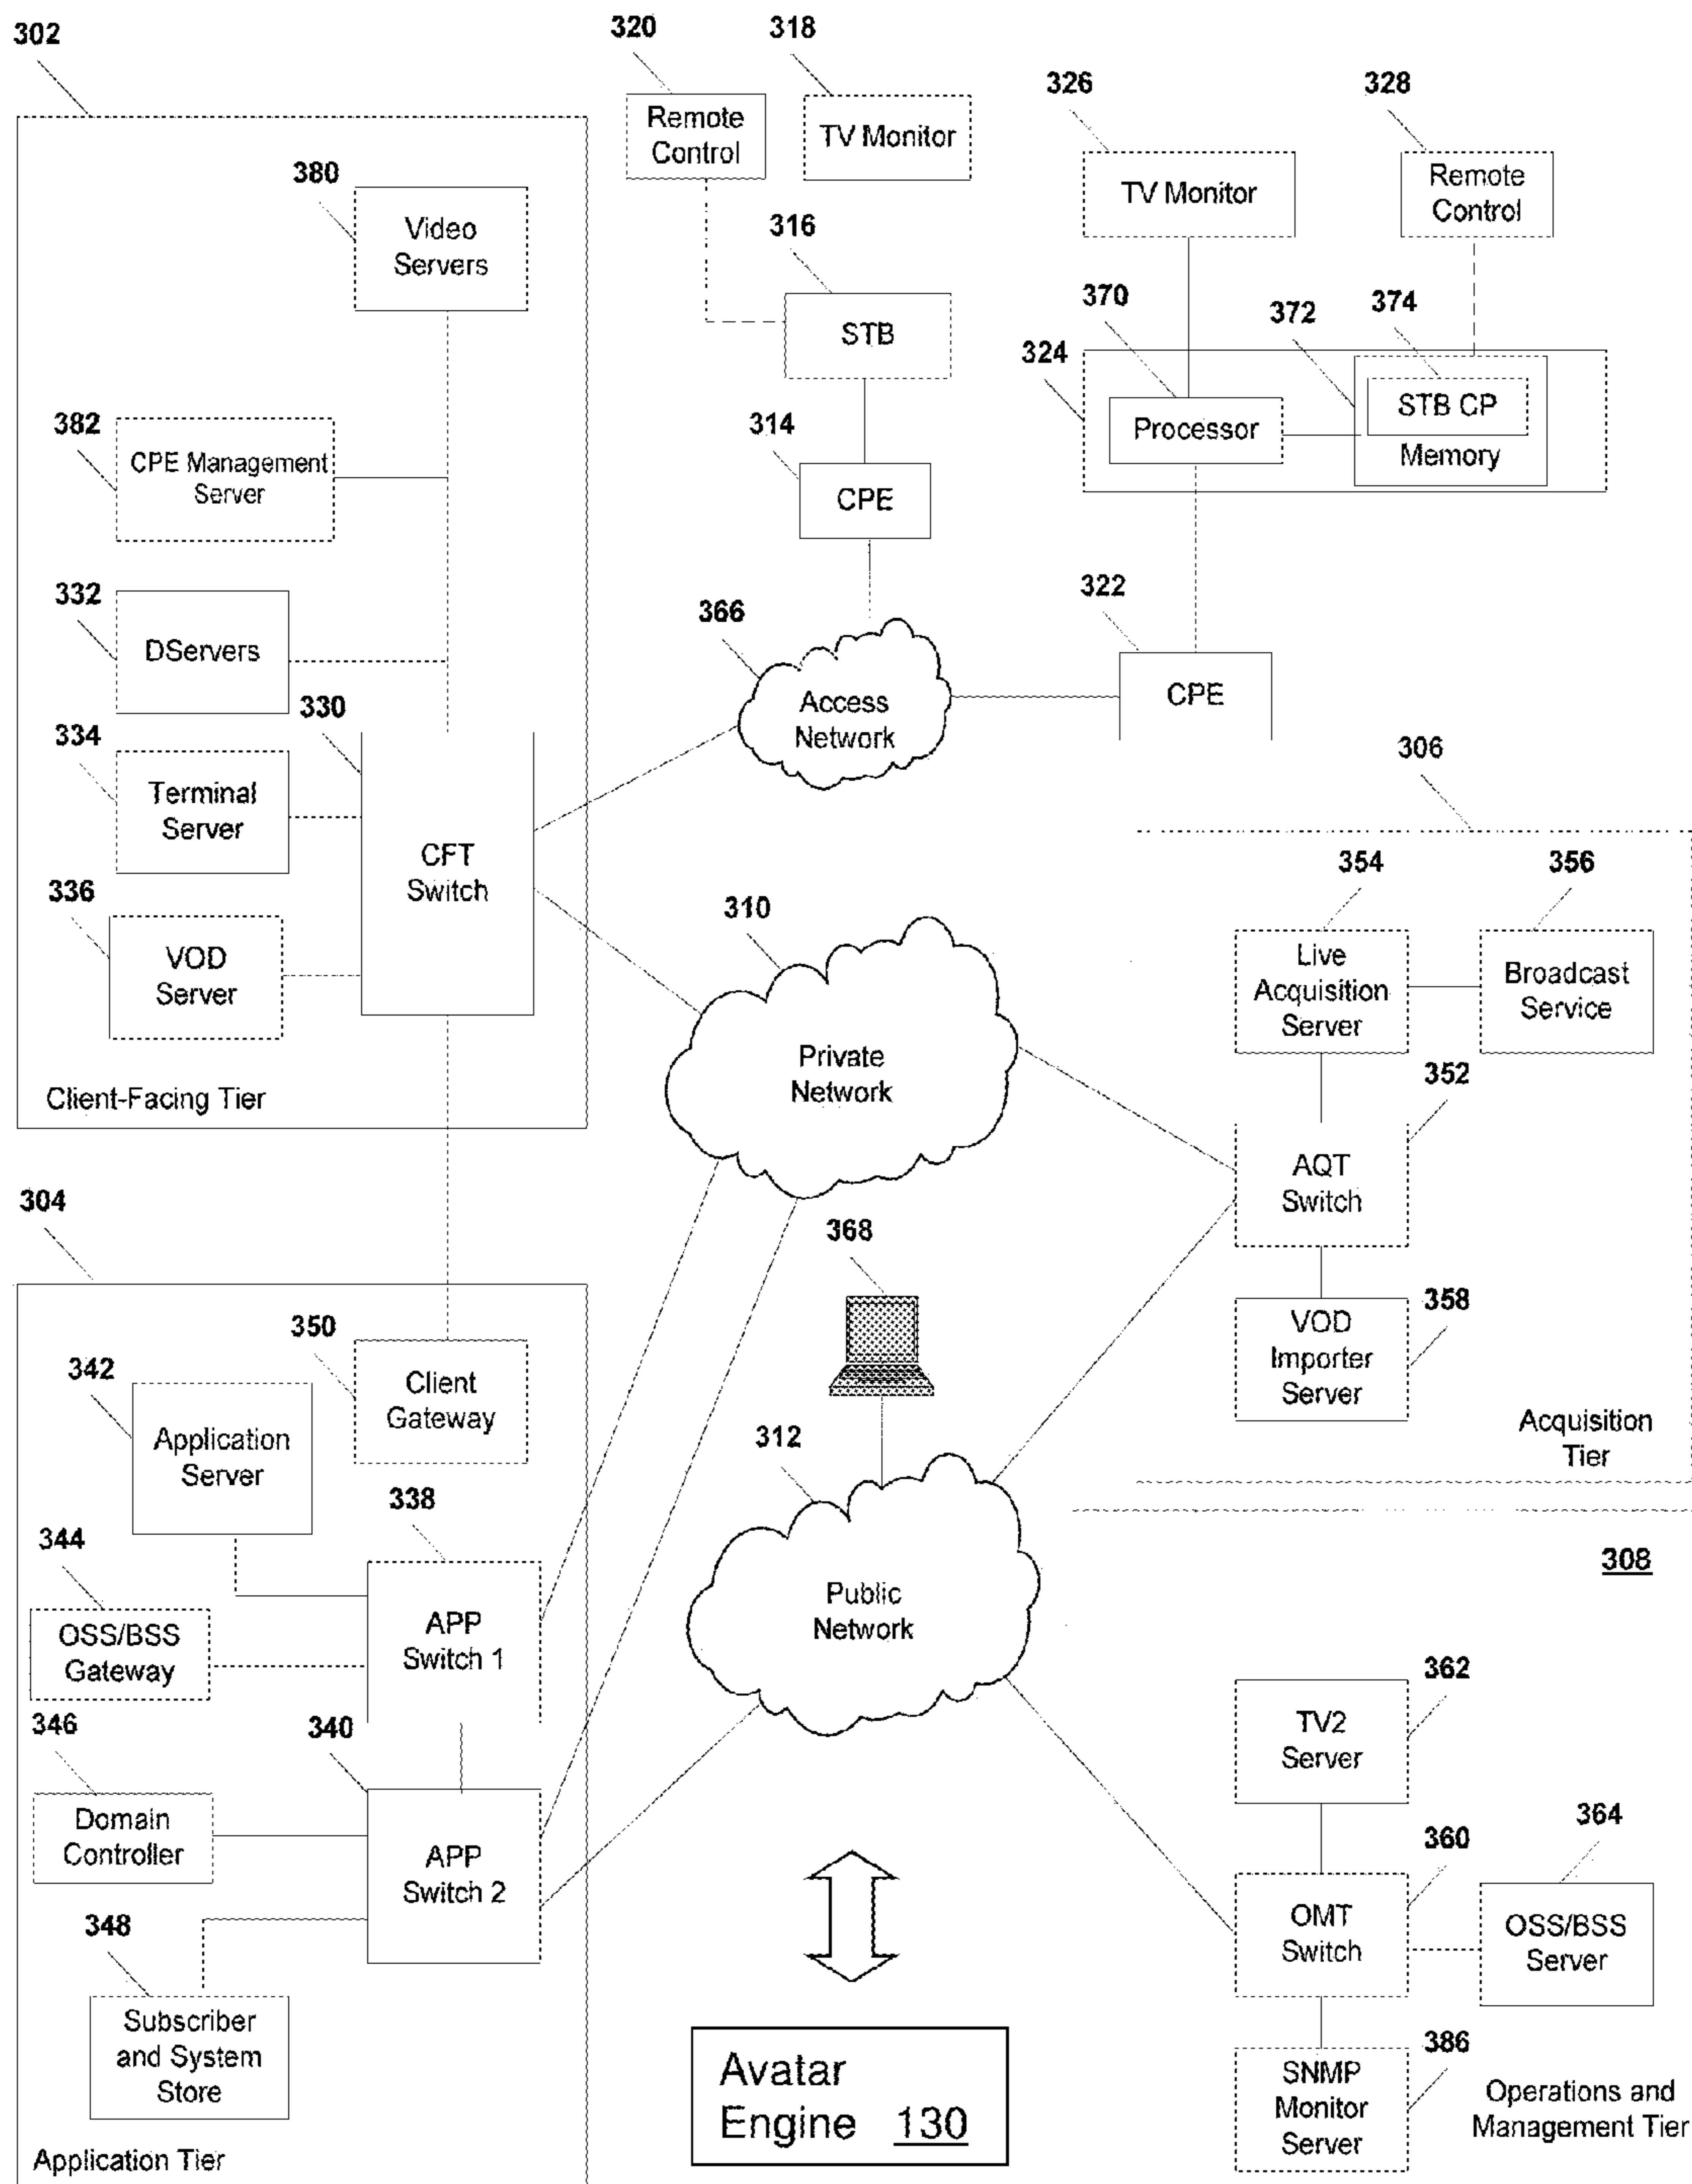 302
320
318
326
328
Remote
Control
TV Monitor
TV Monitor
Remote
Control
380
Video
Servers
316
STB
370
372
374
324
STB CP
Processor
Memory
382
CPE Management
Server
314
CPE
332
DServers
366
322
Access
Network
CPE
330
334
Terminal
Server
306
CFT
Switch
336
VOD
Server
354
356
310
Live
Acquisition
Server
Broadcast
Service
Private
Network
352
Client-Facing Tier
AQT
Switch
304
368
350
358
VOD
Importer
Server
342
Client
Gateway
Application
Server
312
Acquisition
Tier
338
344
308
OSS/BSS
Gateway
APP
Switch 1
Public
Network
362
TV2
Server
346
340
Domain
Controller
364
360
APP
Switch 2
OMT
Switch
OSS/BSS
Server
348
Subscriber
and System
Store
386
SNMP
Monitor
Server
Avatar
Engine 130
Operations and
Management Tier
Application Tier